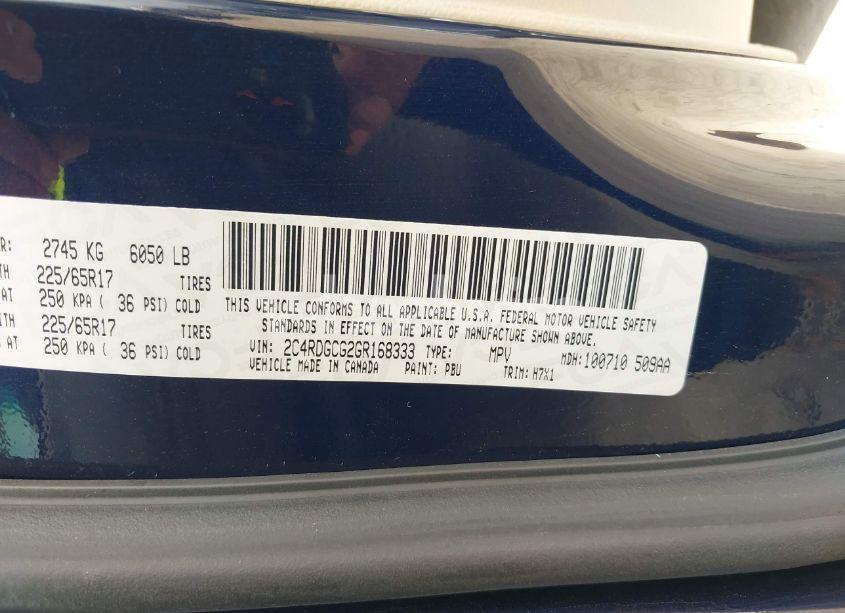 R: 2745 KG 6050 LB
TH 225/65R17 TIRES
AT 250 KPA ( 36 PSI) COLD
ITH 225/65R17 TIRES
S AT 250 KPA ( 36 PSI) COLD
THIS VEHICLE CONFORMS TO ALL APPLICABLE U.S.A. FEDERAL MOTOR VEHICLE SAFETY
STANDARDS IN EFFECT ON THE DATE OF MANUFACTURE SHOWN ABOVE.
VIN: 2C4RDGCG2GR168333 TYPE: MPV MDH:100710 509AA
VEHICLE MADE IN CANADA PAINT: PBU TRIM: H7X1